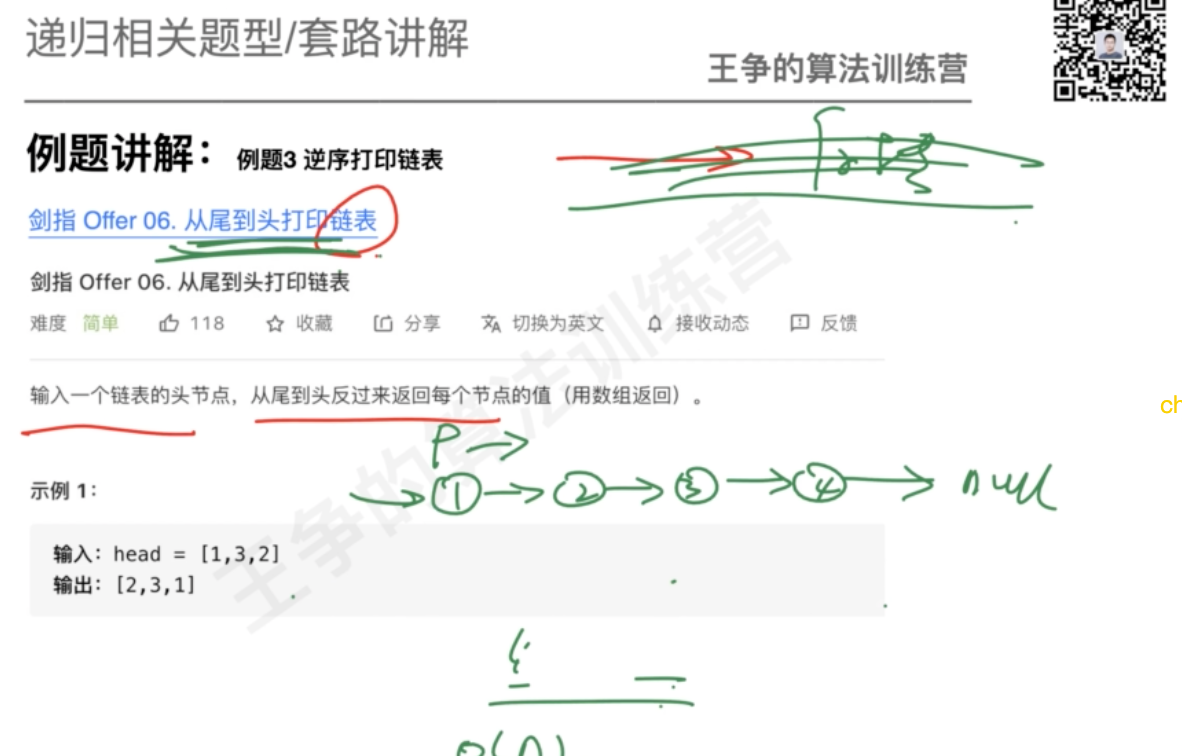 递归相关题型/套路讲解
王争的算法训练营
例题讲解： 例题3 逆序打印链表
剑指 Offer 06. 从尾到头打印链表
剑指 Offer 06. 从尾到头打印链表
难度 简单 118 收藏 分享 切换为英文 接收动态 反馈
输入一个链表的头节点，从尾到头反过来返回每个节点的值（用数组返回）。
ch
P
1 2 3 4 null
示例 1：
输入：head = [1,3,2]
输出：[2,3,1]
王争的算法训练营